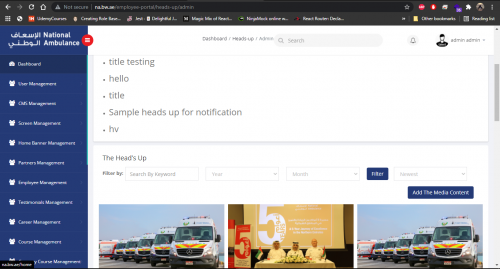 Not secure | na.bw.ae/employee-portal/heads-up/admin
UdemyCourses
Creating Role Base...
Jest - Delightful J...
Magic Mixe of React...
NinjaMock online w...
React Router: Decla...
Other bookmarks
Reading list
الإسعاف National
الوطني Ambulance
Dashboard / Heads-up / Admin
Search
admin admin
Dashboard
User Management
CMS Management
Screen Management
Home Banner Management
Partners Management
Employee Management
Testimonials Management
Career Management
Course Management
Course Management
na.bw.ae/home
title testing
hello
title
Sample heads up for notification
hv
The Head's Up
Filter by:
Search By Keyword
Year
Month
Filter
Newest
Add The Media Content